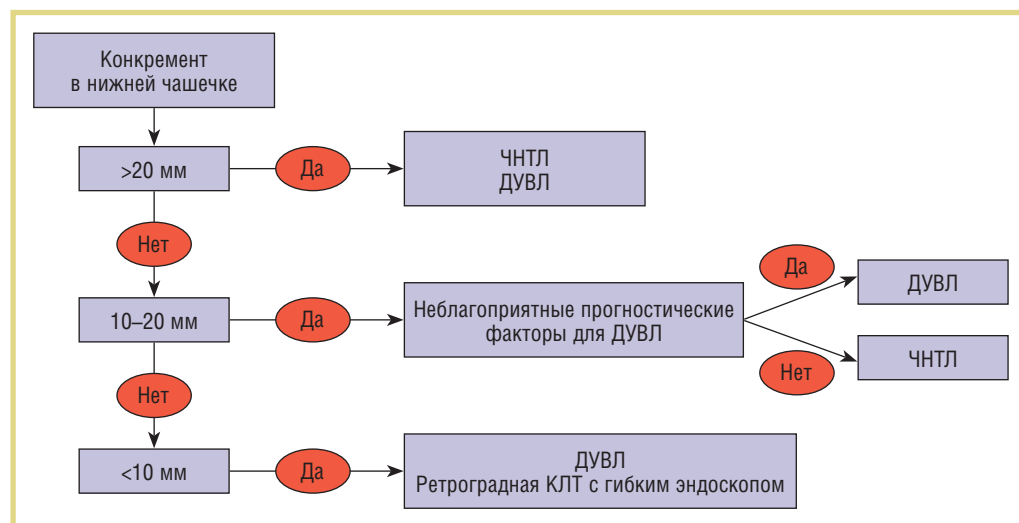 Конкремент
в нижней чашечке
>20 мм
Да
ЧНТЛ
ДУВЛ
Нет
10–20 мм
Да
Неблагоприятные прогностические
факторы для ДУВЛ
Да
ДУВЛ
Нет
ЧНТЛ
Нет
<10 мм
Да
ДУВЛ
Ретроградная КЛТ с гибким эндоскопом